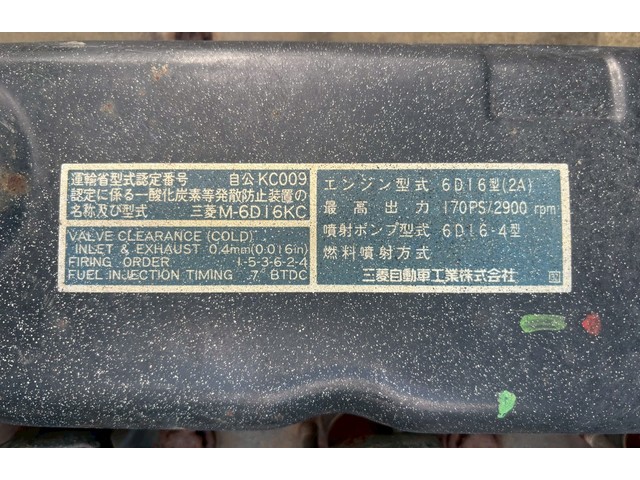 運輸省型式認定番号 自公KC009
認定に係る一酸化炭素等発散防止装置の
名称及び型式 三菱M-6D16KC
VALVE CLEARANCE (COLD)
INLET & EXHAUST 0.4mm(0.016in)
FIRING ORDER 1-5-3-6-2-4
FUEL INJECTION TIMING 7° BTDC
エンジン型式 6D16型(2A)
最高出力 170PS/2900 rpm
噴射ポンプ型式 6D16-4型
燃料噴射方式
三菱自動車工業株式会社